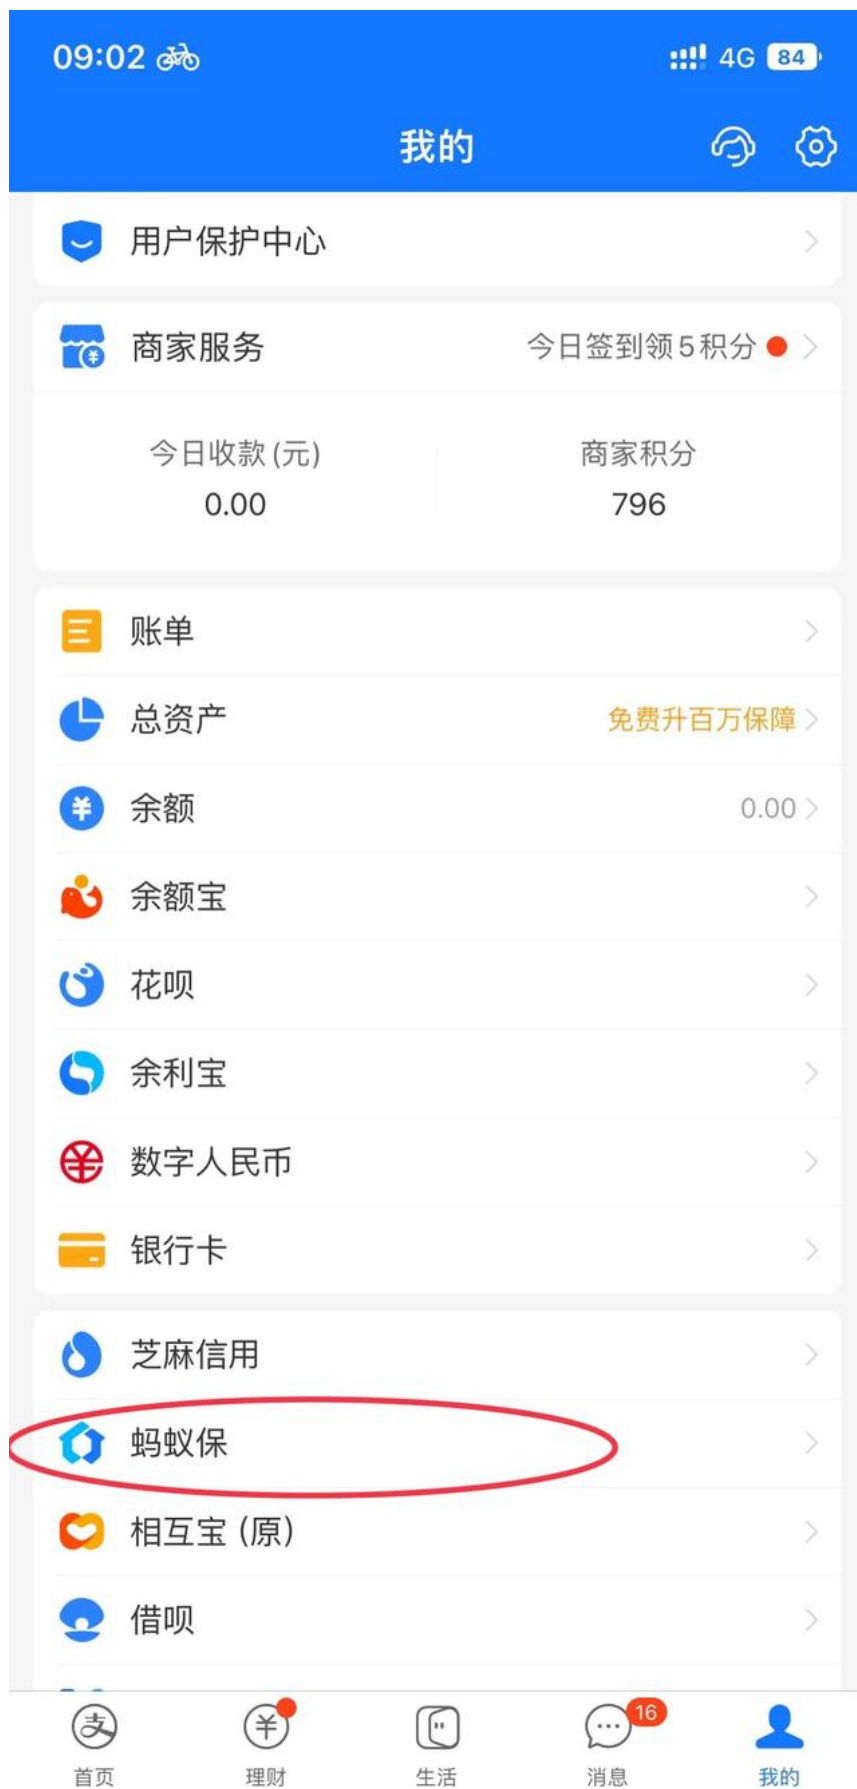 09:02 4G 84
我的
用户保护中心
商家服务 今日签到领5积分
今日收款(元) 商家积分
0.00 796
账单
总资产 免费升百万保障
余额 0.00
余额宝
花呗
余利宝
数字人民币
银行卡
芝麻信用
蚂蚁保
相互宝(原)
借呗
支 16
首页 理财 生活 消息 我的